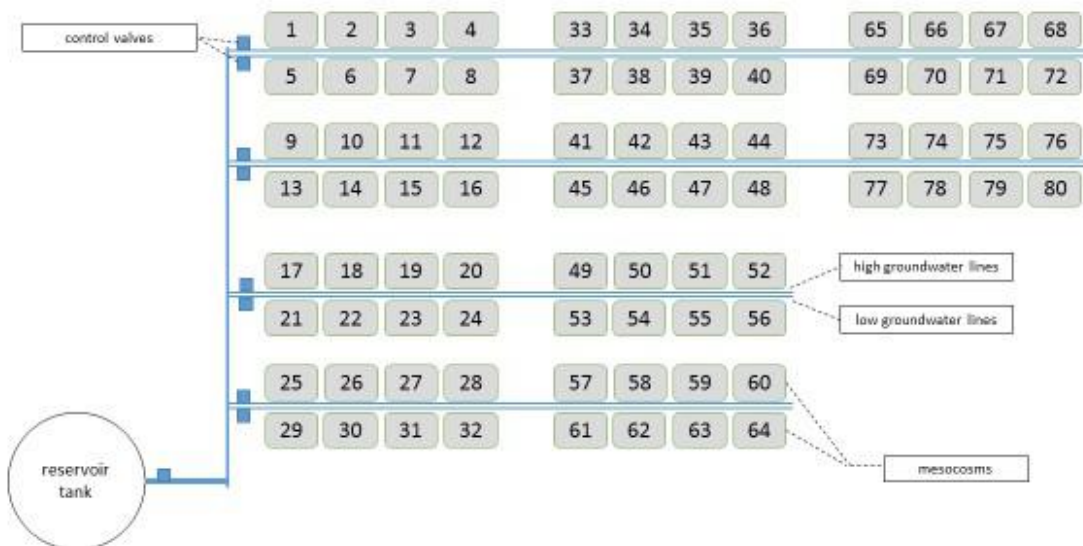 control valves
1 2 3 4 33 34 35 36 65 66 67 68
5 6 7 8 37 38 39 40 69 70 71 72
9 10 11 12 41 42 43 44 73 74 75 76
13 14 15 16 45 46 47 48 77 78 79 80
17 18 19 20 49 50 51 52
high groundwater lines
21 22 23 24 53 54 55 56
low groundwater lines
25 26 27 28 57 58 59 60
29 30 31 32 61 62 63 64
reservoir
tank
mesocosms